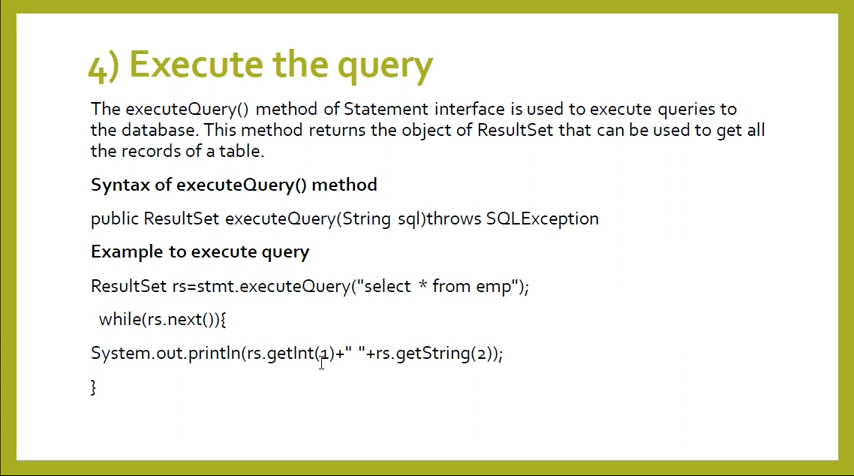 4) Execute the query
The executeQuery() method of Statement interface is used to execute queries to
the database. This method returns the object of ResultSet that can be used to get all
the records of a table.
Syntax of executeQuery() method
public ResultSet executeQuery(String sql)throws SQLException
Example to execute query
ResultSet rs=stmt.executeQuery("select * from emp");
while(rs.next()){
System.out.println(rs.getInt(1)+" "+rs.getString(2));
}